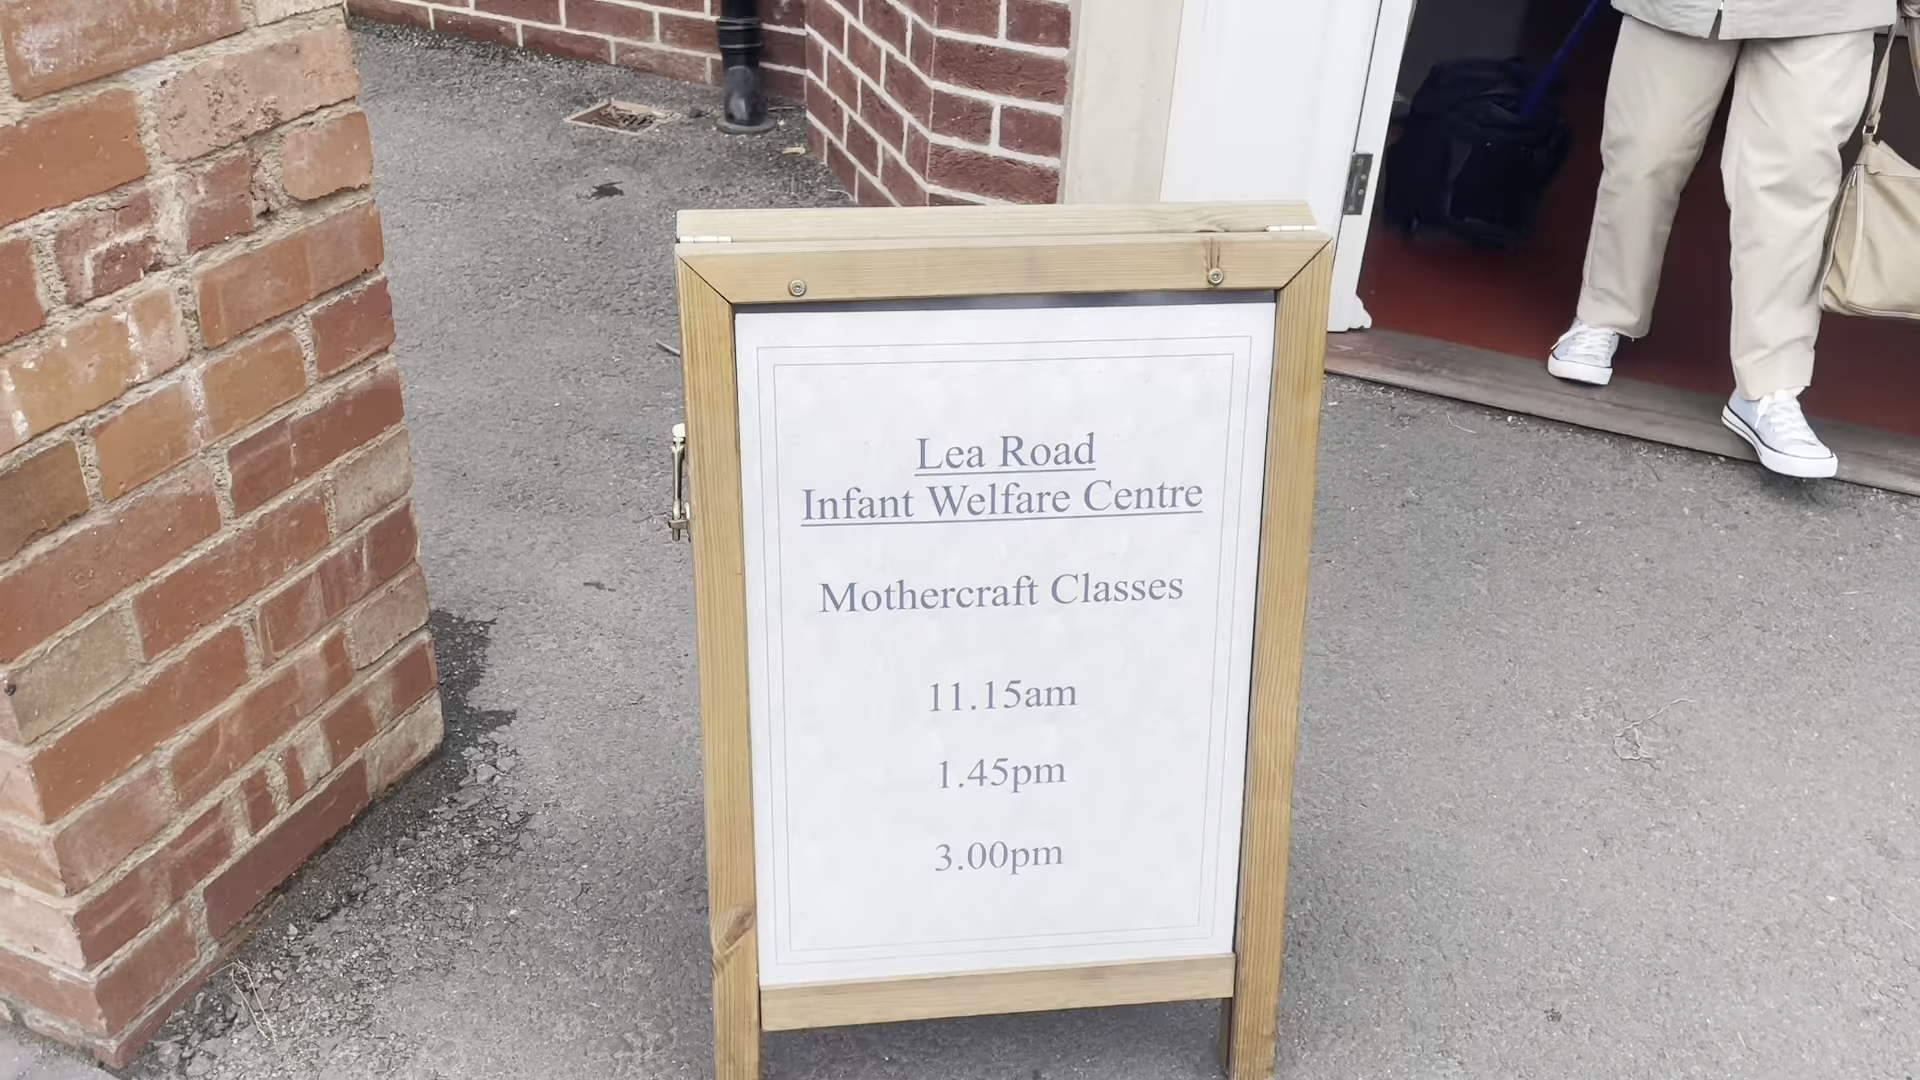 Lea Road
Infant Welfare Centre
Mothercraft Classes
11.15am
1.45pm
3.00pm